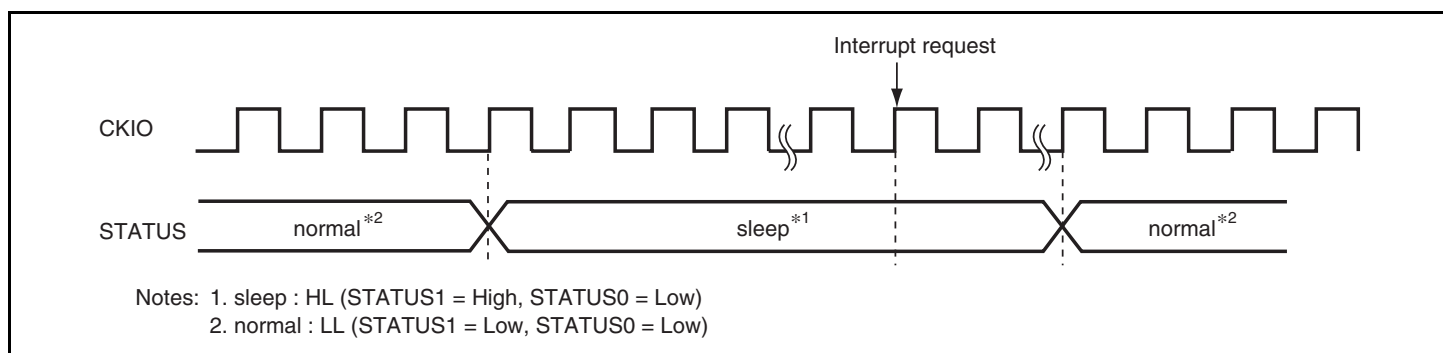 Interrupt request
CKIO
STATUS
normal*2
sleep*1
normal*2
Notes: 1. sleep : HL (STATUS1 = High, STATUS0 = Low)
2. normal : LL (STATUS1 = Low, STATUS0 = Low)